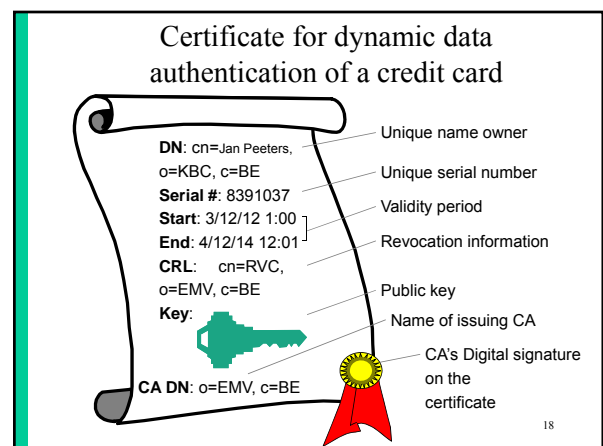 Certificate for dynamic data
authentication of a credit card
DN: cn=Jan Peeters,
o=KBC, c=BE
Serial #: 8391037
Start: 3/12/12 1:00
End: 4/12/14 12:01
CRL: cn=RVC,
o=EMV, c=BE
Key:
CA DN: o=EMV, c=BE
Unique name owner
Unique serial number
Validity period
Revocation information
Public key
Name of issuing CA
CA's Digital signature
on the
certificate
18